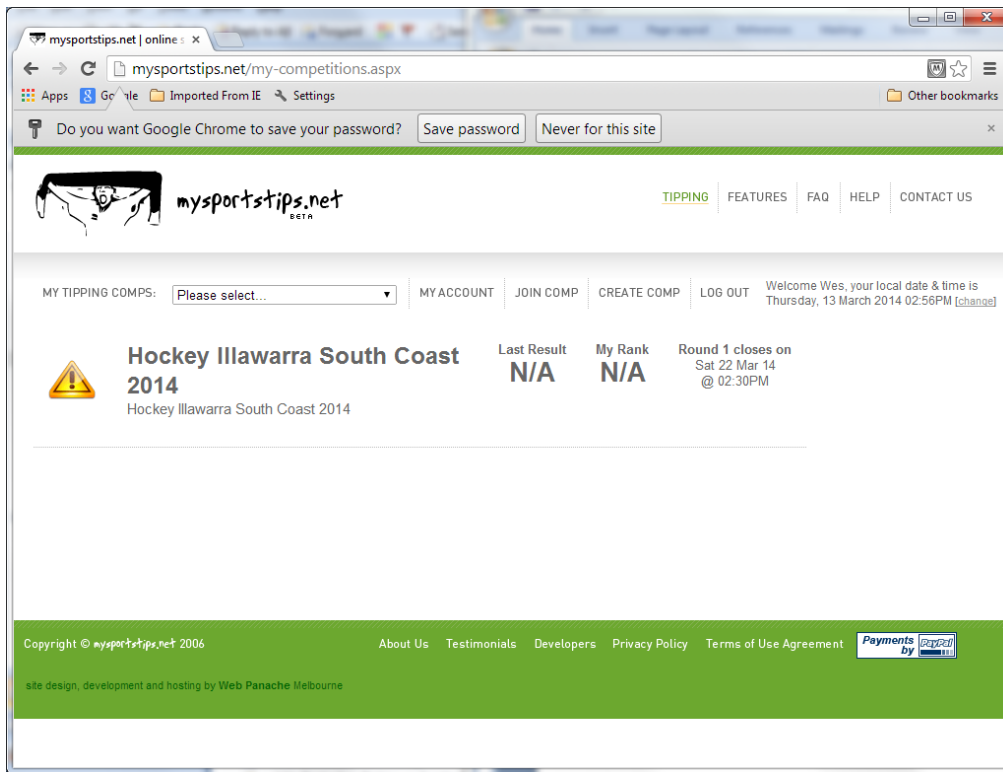 mysportstips.net | online s
mysportstips.net/my-competitions.aspx
Apps Google Imported From IE Settings Other bookmarks
Do you want Google Chrome to save your password? Save password Never for this site
mysportstips.net
BETA
TIPPING FEATURES FAQ HELP CONTACT US
MY TIPPING COMPS: Please select... MY ACCOUNT JOIN COMP CREATE COMP LOG OUT
Welcome Wes, your local date & time is
Thursday, 13 March 2014 02:56PM [change]
Hockey Illawarra South Coast
2014
Hockey Illawarra South Coast 2014
Last Result
N/A
My Rank
N/A
Round 1 closes on
Sat 22 Mar 14
@ 02:30PM
Copyright © mysportstips.net 2006 About Us Testimonials Developers Privacy Policy Terms of Use Agreement
Payments
by PayPal
site design, development and hosting by Web Panache Melbourne